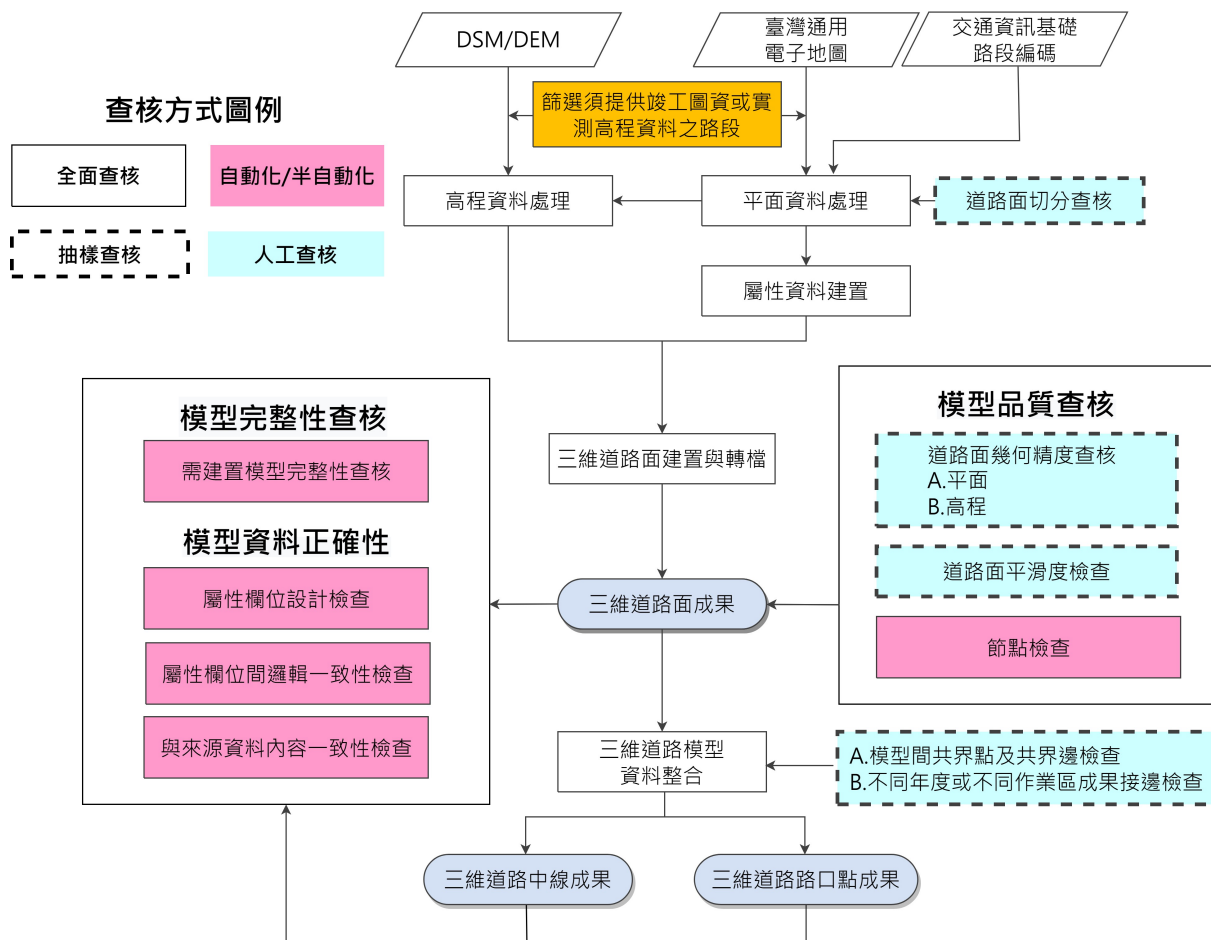 DSM/DEM
臺灣通用
電子地圖
交通資訊基礎
路段編碼
篩選須提供竣工圖資或實
測高程資料之路段
查核方式圖例
全面查核
自動化/半自動化
抽樣查核
人工查核
高程資料處理
平面資料處理
道路面切分查核
屬性資料建置
模型完整性查核
需建置模型完整性查核
模型資料正確性
屬性欄位設計檢查
屬性欄位間邏輯一致性檢查
與來源資料內容一致性檢查
三維道路面建置與轉檔
三維道路面成果
模型品質查核
道路面幾何精度查核
A.平面
B.高程
道路面平滑度檢查
節點檢查
三維道路模型
資料整合
A.模型間共界點及共界邊檢查
B.不同年度或不同作業區成果接邊檢查
三維道路中線成果
三維道路路口點成果